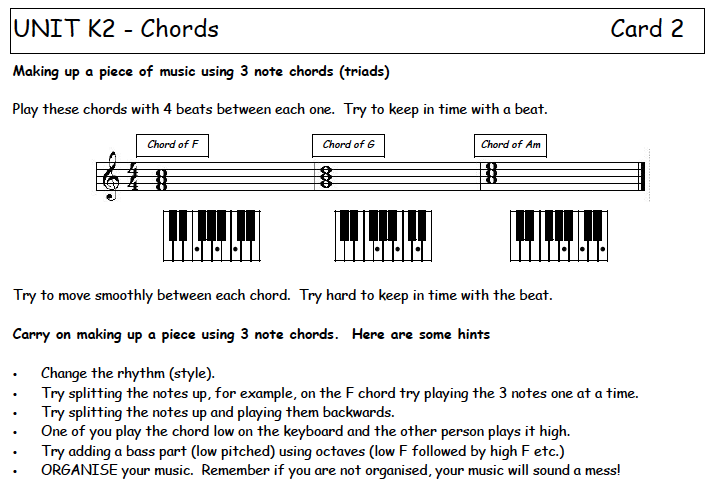 UNIT K2 - Chords Card 2
Making up a piece of music using 3 note chords (triads)
Play these chords with 4 beats between each one. Try to keep in time with a beat.
Chord of F Chord of G Chord of Am
4
4
Try to move smoothly between each chord. Try hard to keep in time with the beat.
Carry on making up a piece using 3 note chords. Here are some hints
• Change the rhythm (style).
• Try splitting the notes up, for example, on the F chord try playing the 3 notes one at a time.
• Try splitting the notes up and playing them backwards.
• One of you play the chord low on the keyboard and the other person plays it high.
• Try adding a bass part (low pitched) using octaves (low F followed by high F etc.)
• ORGANISE your music. Remember if you are not organised, your music will sound a mess!